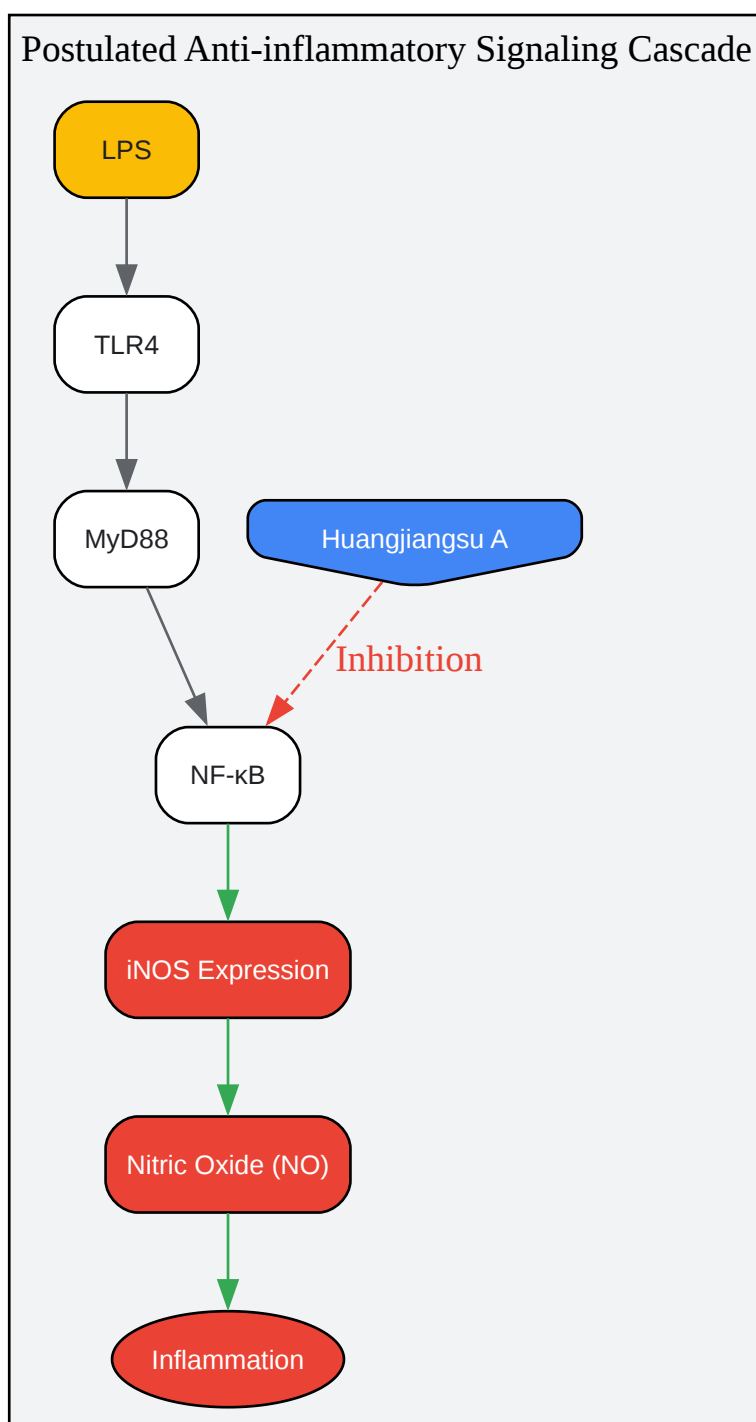 Postulated Anti-inflammatory Signaling Cascade
LPS
TLR4
MyD88
Huangjiangsu A
Inhibition
NF-κB
iNOS Expression
Nitric Oxide (NO)
Inflammation